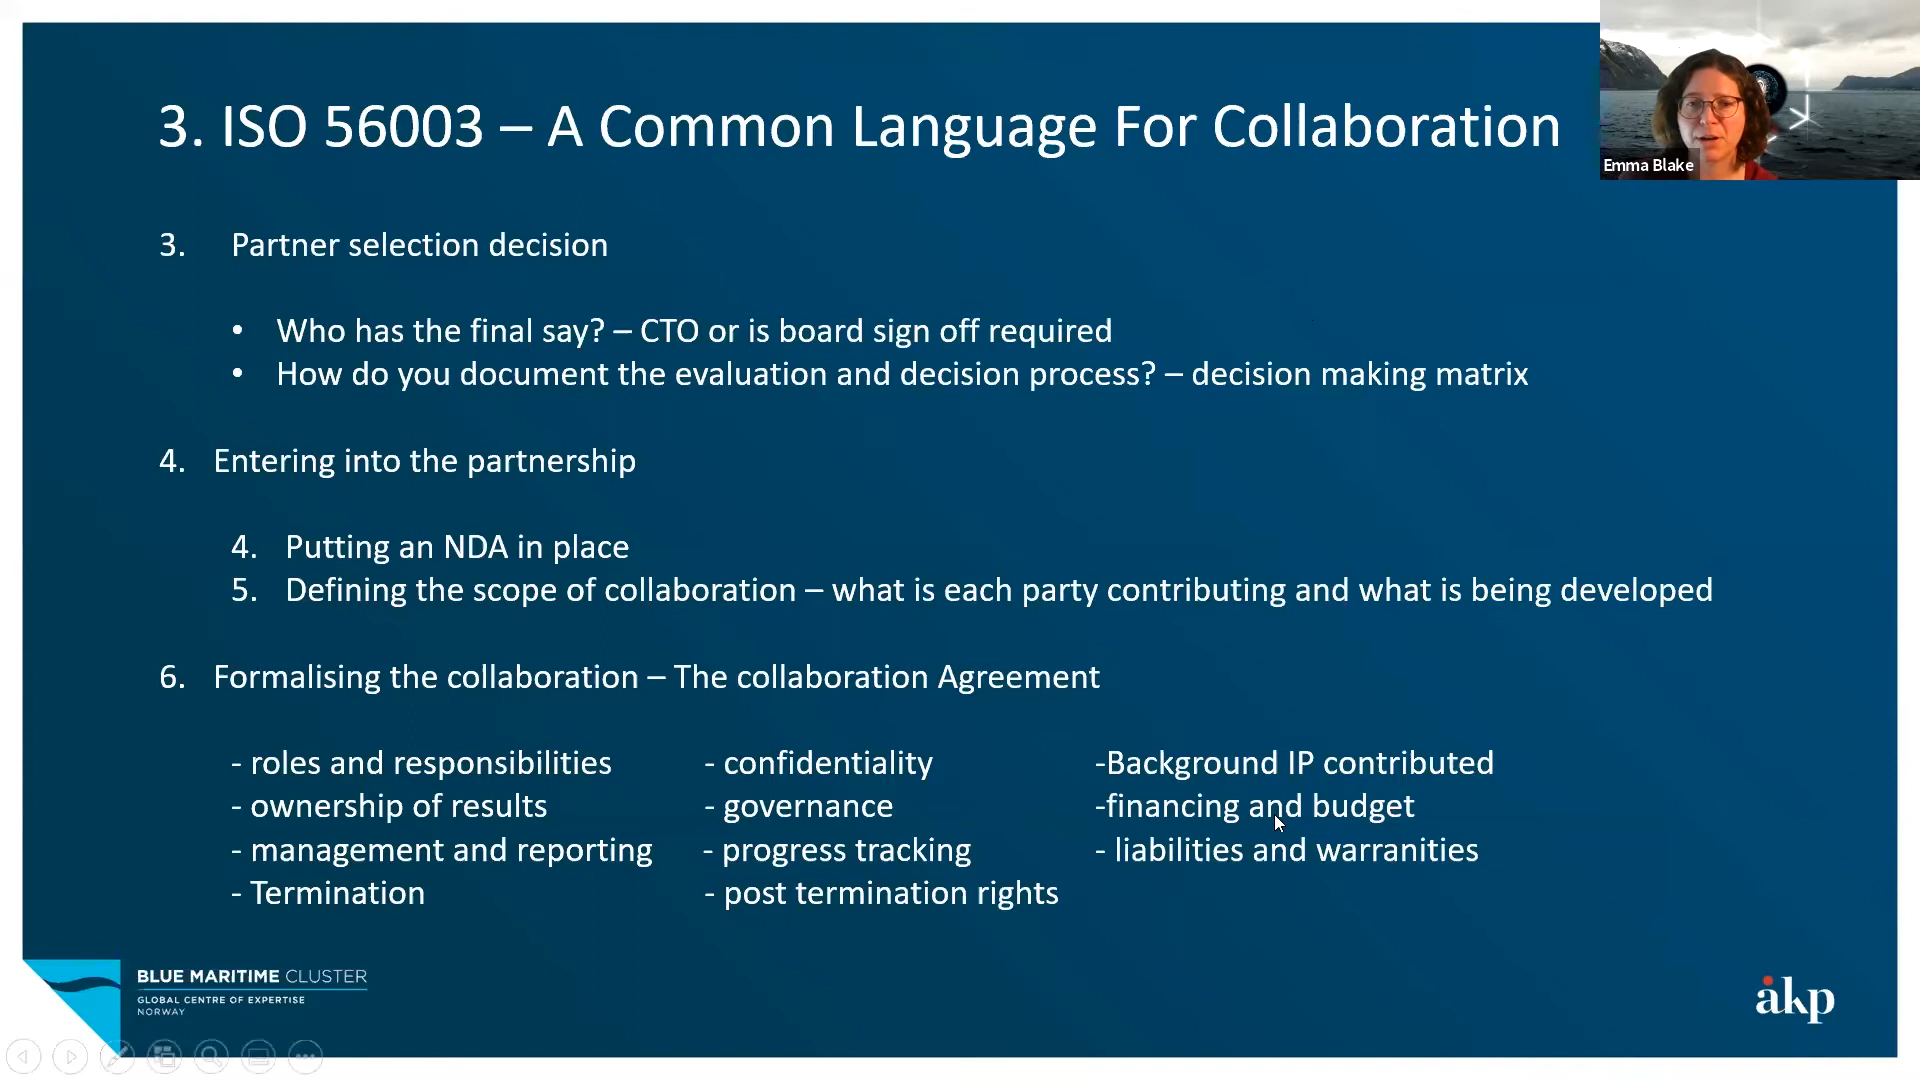 3. ISO 56003 – A Common Language For Collaboration
Emma Blake
3. Partner selection decision
• Who has the final say? – CTO or is board sign off required
• How do you document the evaluation and decision process? – decision making matrix
4. Entering into the partnership
4. Putting an NDA in place
5. Defining the scope of collaboration – what is each party contributing and what is being developed
6. Formalising the collaboration – The collaboration Agreement
- roles and responsibilities - confidentiality -Background IP contributed
- ownership of results - governance -financing and budget
- management and reporting - progress tracking - liabilities and warranities
- Termination - post termination rights
BLUE MARITIME CLUSTER
GLOBAL CENTRE OF EXPERTISE
NORWAY
åkp